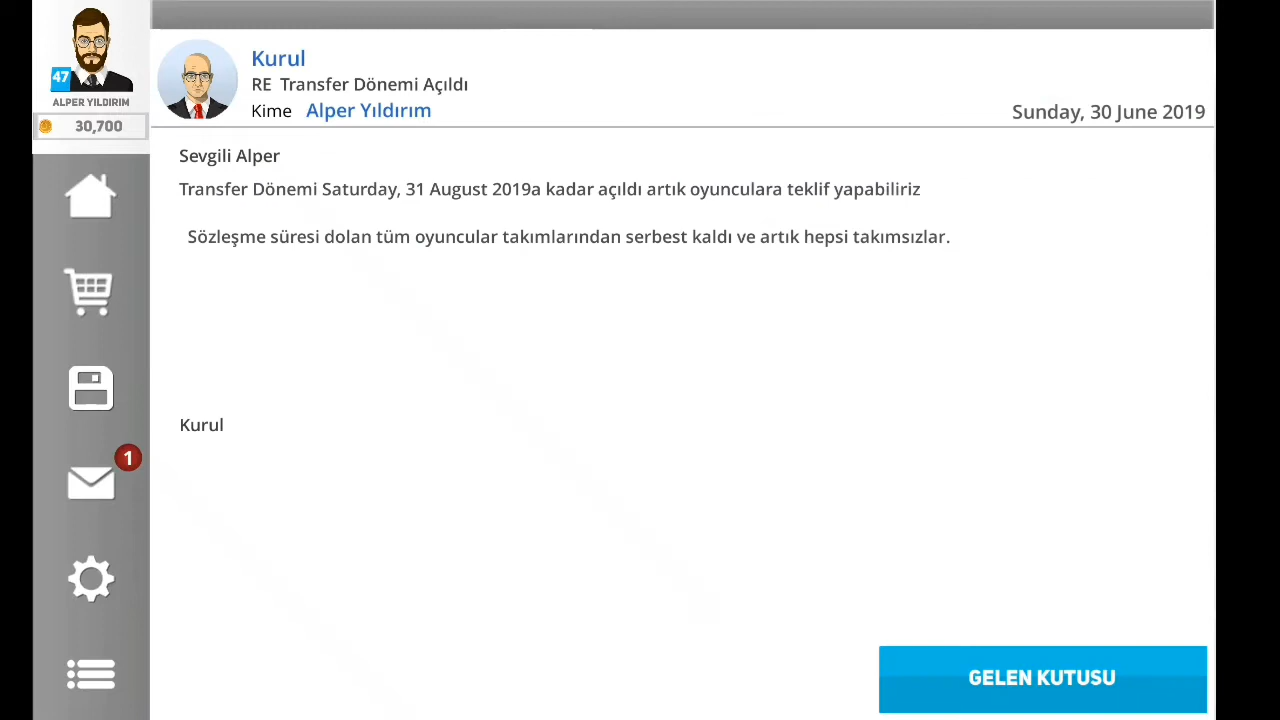 47
ALPER YILDIRIM
30,700
Kurul
RE Transfer Dönemi Açıldı
Kime Alper Yıldırım
Sunday, 30 June 2019
Sevgili Alper
Transfer Dönemi Saturday, 31 August 2019a kadar açıldı artık oyunculara teklif yapabiliriz
Sözleşme süresi dolan tüm oyuncular takımlarından serbest kaldı ve artık hepsi takımsızlar.
Kurul
1
GELEN KUTUSU